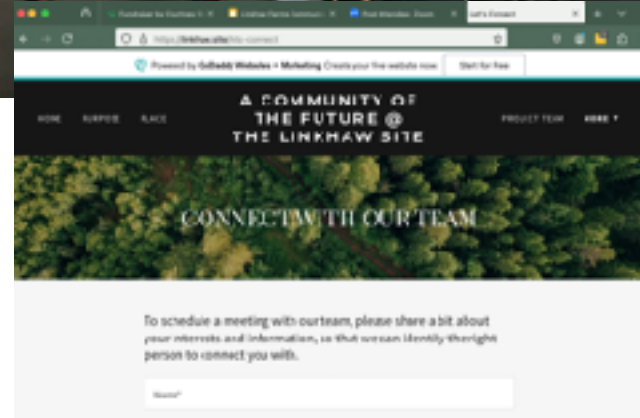 Fundraiser by Courtney
Linkhaw Farms
Post Attendee - Zoom
Let's Connect
https://linkhaw.site/lets-connect
Powered by GoDaddy Websites + Marketing Create your free website now Start for Free
HOME PURPOSE PLACE
A COMMUNITY OF
THE FUTURE @
THE LINKHAW SITE
PROJECT TEAM MORE
CONNECT WITH OUR TEAM
To schedule a meeting with our team, please share a bit about
your interests and information, so that we can identify the right
person to connect you with.
Name*